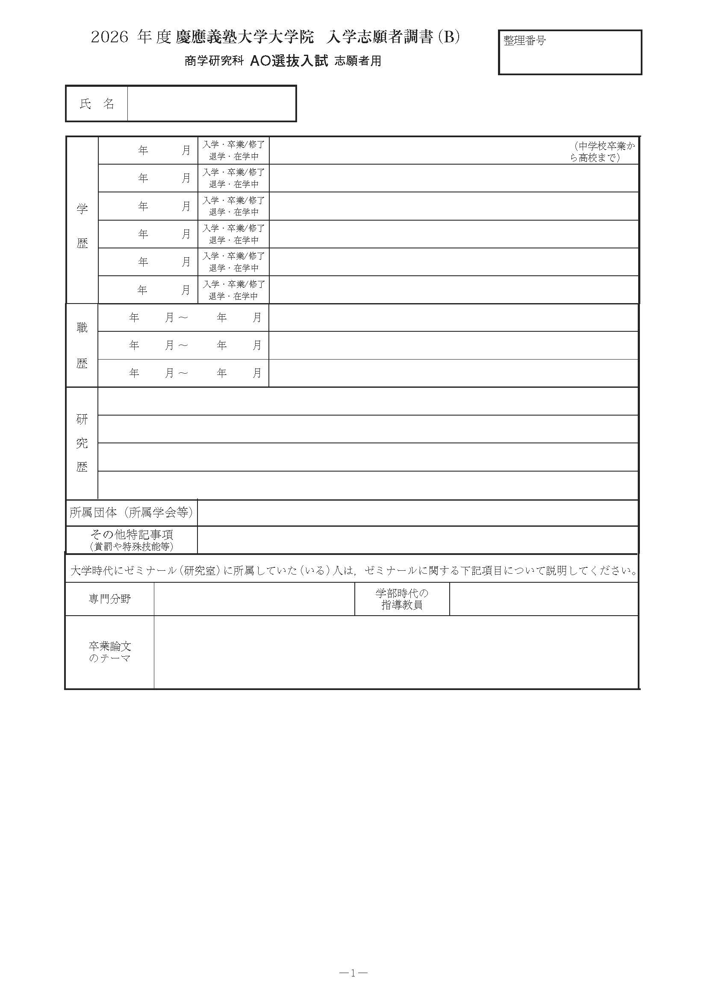 2026 年度 慶應義塾大学大学院 入学志願者調書(B)
商学研究科 AO選抜入試 志願者用
整理番号
氏 名
学歴
年 月 入学・卒業/修了 (中学校卒業か
退学・在学中 ら高校まで)
年 月 入学・卒業/修了
退学・在学中
年 月 入学・卒業/修了
退学・在学中
年 月 入学・卒業/修了
退学・在学中
年 月 入学・卒業/修了
退学・在学中
年 月 入学・卒業/修了
退学・在学中
職歴
年 月~ 年 月
年 月~ 年 月
年 月~ 年 月
研究歴
所属団体(所属学会等)
その他特記事項
(賞罰や特殊技能等)
大学時代にゼミナール(研究室)に所属していた(いる)人は,ゼミナールに関する下記項目について説明してください。
専門分野
学部時代の
指導教員
卒業論文
のテーマ
—1—